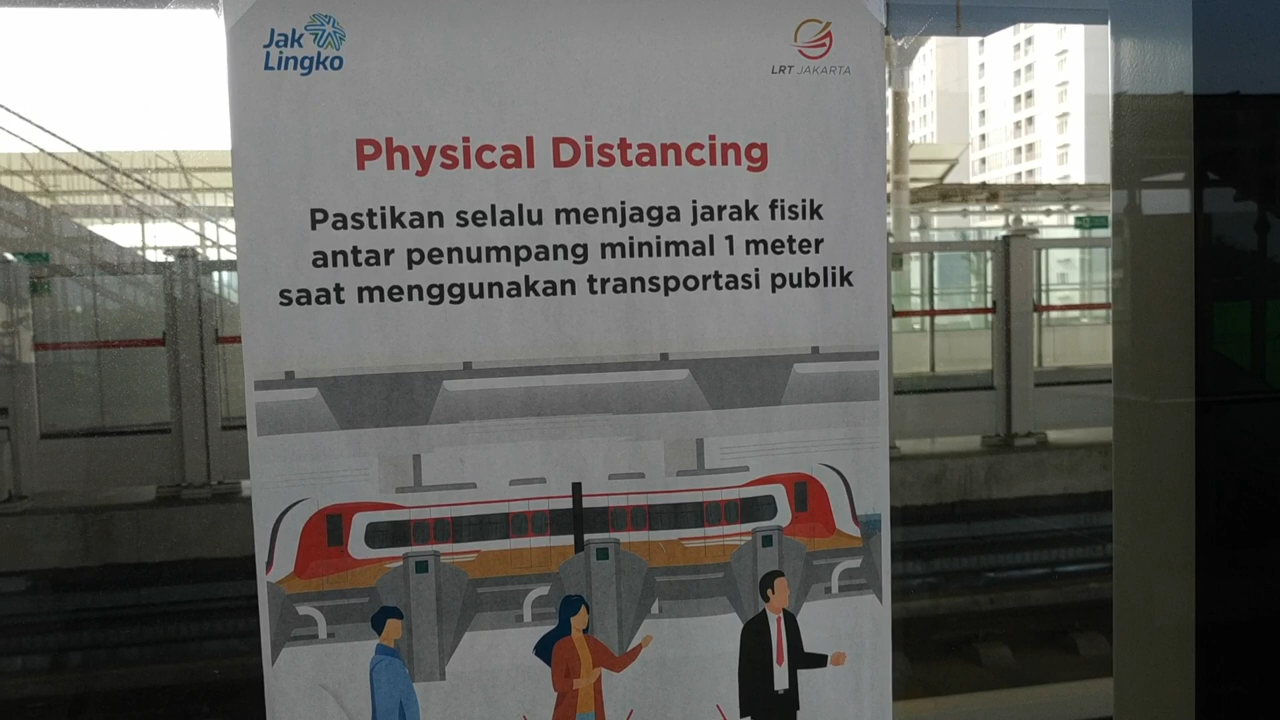 Jak
Lingko
LRT JAKARTA
Physical Distancing
Pastikan selalu menjaga jarak fisik
antar penumpang minimal 1 meter
saat menggunakan transportasi publik